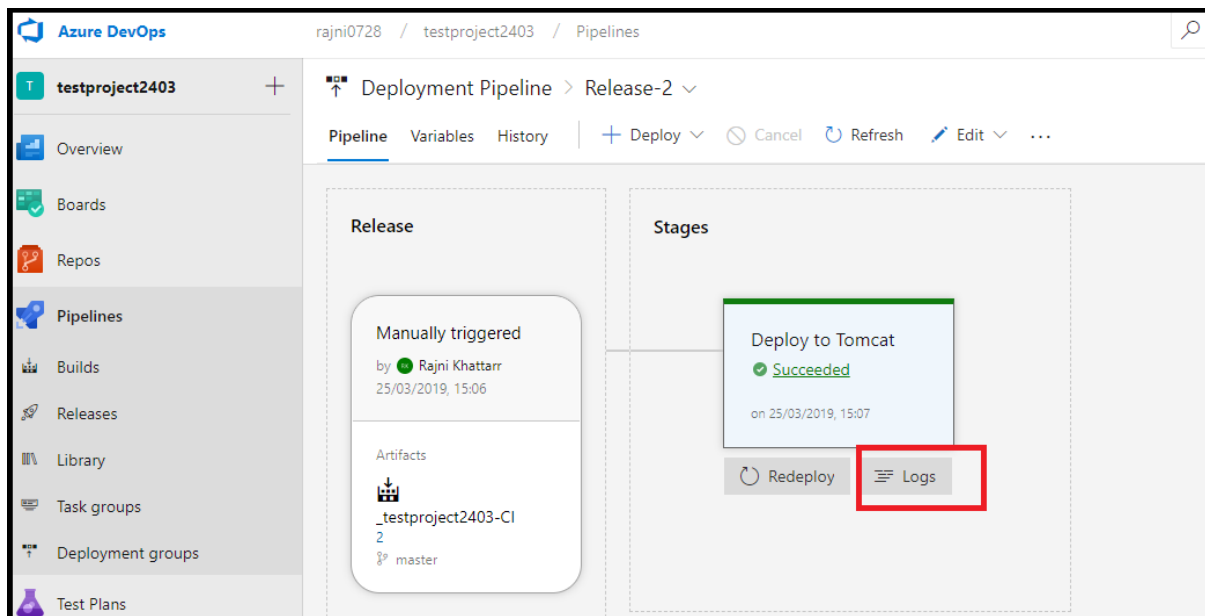 Azure DevOps
rajni0728 / testproject2403 / Pipelines
T testproject2403
Overview
Boards
Repos
Pipelines
Builds
Releases
Library
Task groups
Deployment groups
Test Plans
Deployment Pipeline > Release-2
Pipeline Variables History + Deploy Cancel Refresh Edit ...
Release
Manually triggered
by Rajni Khattarr
25/03/2019, 15:06
Artifacts
_testproject2403-CI
2
master
Stages
Deploy to Tomcat
Succeeded
on 25/03/2019, 15:07
Redeploy Logs